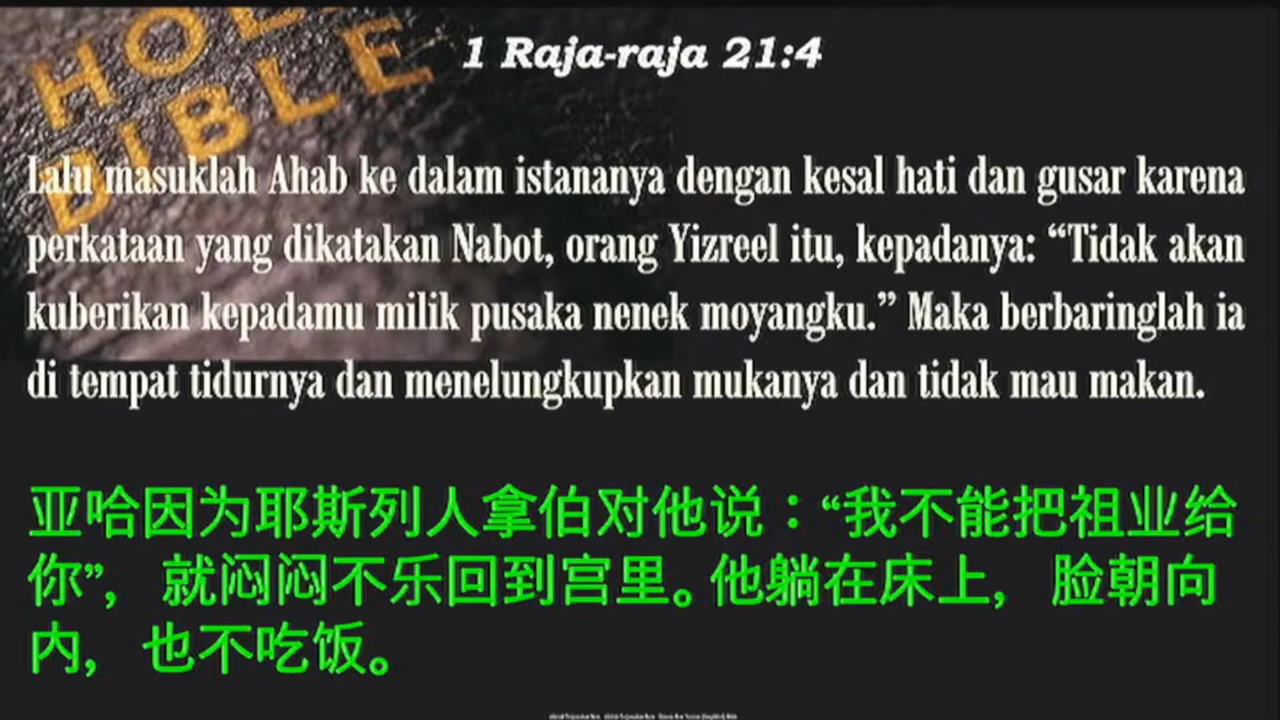 HOLY
BIBLE
1 Raja-raja 21:4
Lalu masuklah Ahab ke dalam istananya dengan kesal hati dan gusar karena
perkataan yang dikatakan Nabot, orang Yizreel itu, kepadanya: “Tidak akan
kuberikan kepadamu milik pusaka nenek moyangku.” Maka berbaringlah ia
di tempat tidurnya dan menelungkupkan mukanya dan tidak mau makan.
亚哈因为耶斯列人拿伯对他说：“我不能把祖业给
你”， 就闷闷不乐回到宫里。他躺在床上， 脸朝向
内， 也不吃饭。